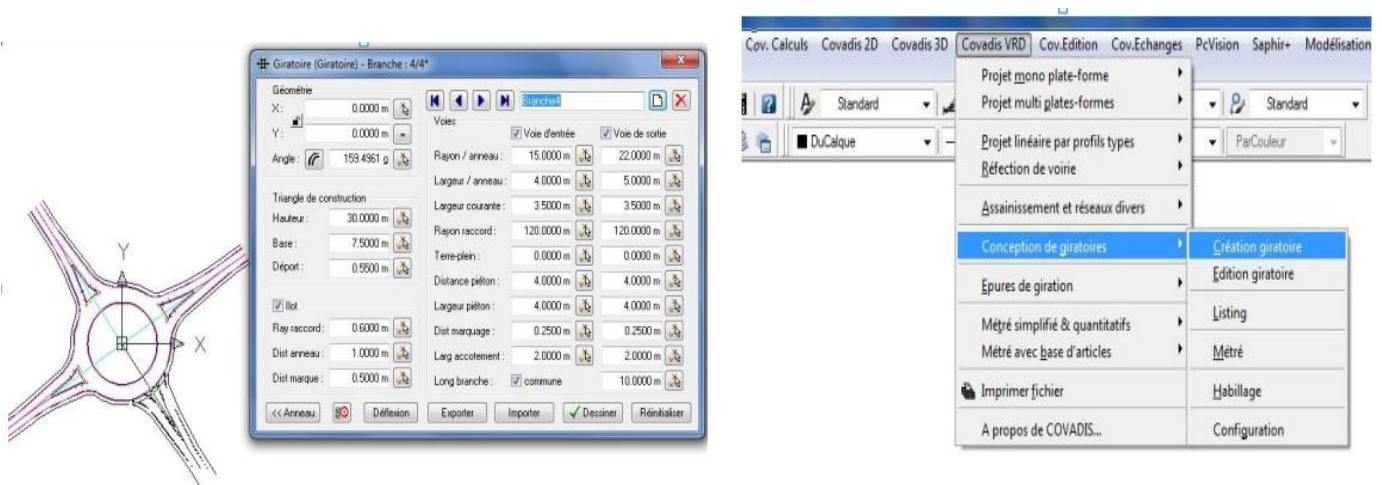 Giratoire (Giratoire) - Branche : 4/4*
Géométrie
X : 0.0000 m
Y : 0.0000 m
Angle : 159.4961 g
Triangle de construction
Hauteur : 30.0000 m
Base : 7.5000 m
Déport : 0.5500 m
Ilot
Ray raccord : 0.6000 m
Dist anneau : 1.0000 m
Dist marque : 0.5000 m
Branche4
Voies
Voie d'entrée Voie de sortie
Rayon / anneau : 15.0000 m 22.0000 m
Largeur / anneau : 4.0000 m 5.0000 m
Largeur courante : 3.5000 m 3.5000 m
Rayon raccord : 120.0000 m 120.0000 m
Terre-plein : 0.0000 m 0.0000 m
Distance piéton : 4.0000 m 4.0000 m
Largeur piéton : 4.0000 m 4.0000 m
Dist marquage : 0.2500 m 0.2500 m
Larg accotement : 2.0000 m 2.0000 m
Long branche : commune 10.0000 m
<< Anneau Déflexion Exporter Importer Dessiner Réinitialiser
Y
X
Cov. Calculs Covadis 2D Covadis 3D Covadis VRD Cov.Edition Cov.Echanges PcVision Saphir+ Modélisation
Standard Standard
DuCalque ParCouleur
Projet mono plate-forme
Projet multi plates-formes
Projet linéaire par profils types
Réfection de voirie
Assainissement et réseaux divers
Conception de giratoires
Epures de giration
Métré simplifié & quantitatifs
Métré avec base d'articles
Imprimer fichier
A propos de COVADIS...
Création giratoire
Edition giratoire
Listing
Métré
Habillage
Configuration